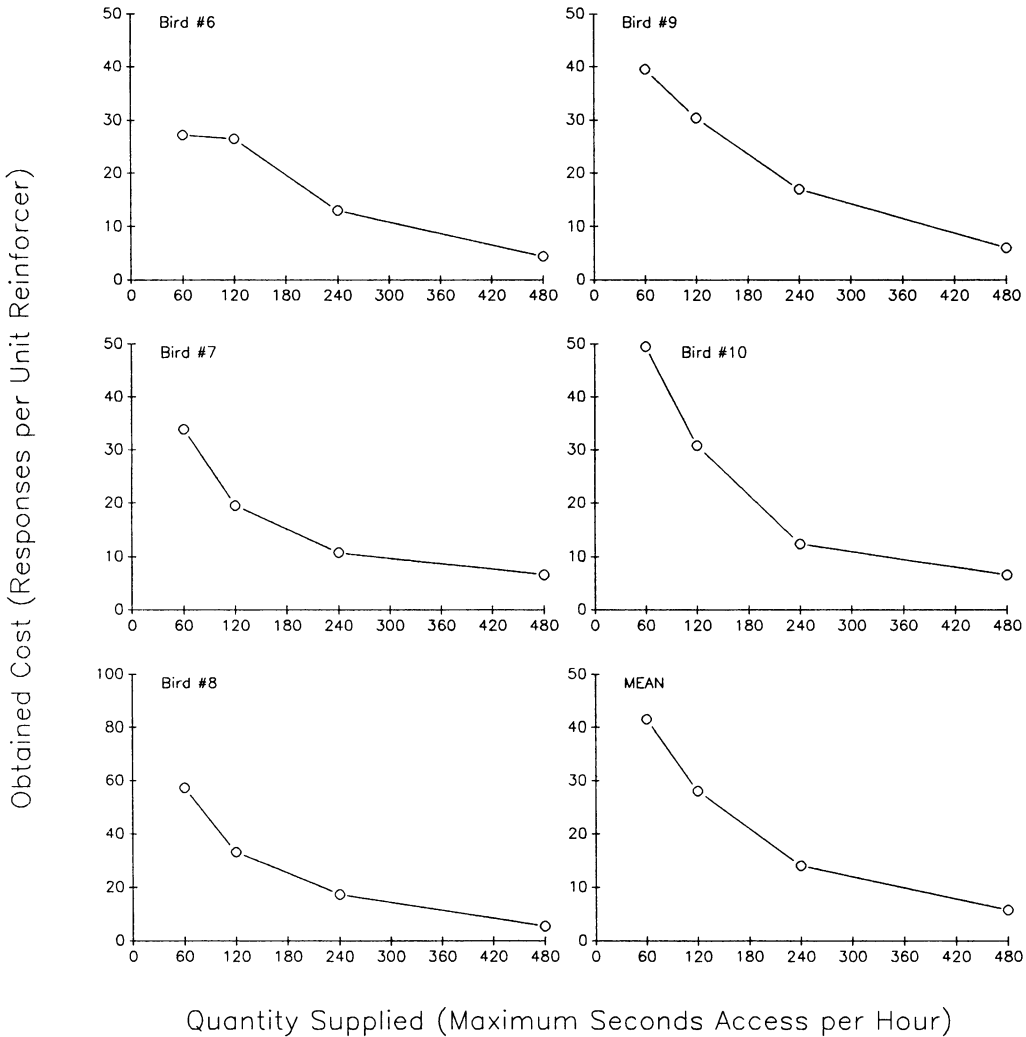 Obtained Cost (Responses per Unit Reinforcer)
Bird #6
50
40
30
20
10
0
0 60 120 180 240 300 360 420 480
Bird #9
50
40
30
20
10
0
0 60 120 180 240 300 360 420 480
Bird #7
50
40
30
20
10
0
0 60 120 180 240 300 360 420 480
Bird #10
50
40
30
20
10
0
0 60 120 180 240 300 360 420 480
Bird #8
100
80
60
40
20
0
0 60 120 180 240 300 360 420 480
MEAN
50
40
30
20
10
0
0 60 120 180 240 300 360 420 480
Quantity Supplied (Maximum Seconds Access per Hour)